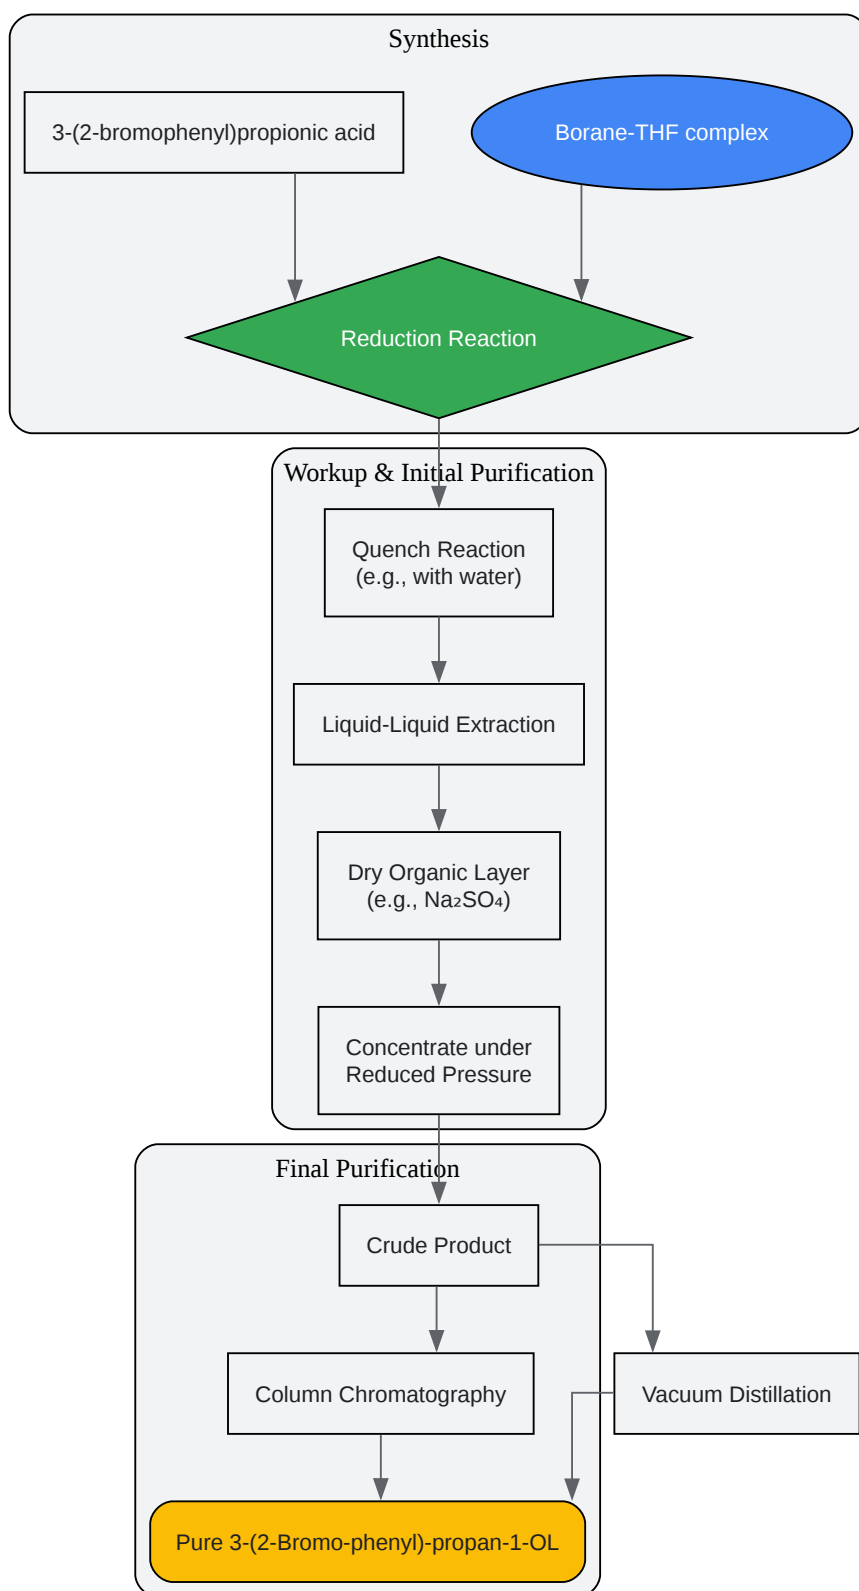 Synthesis
3-(2-bromophenyl)propionic acid
Borane-THF complex
Reduction Reaction
Workup & Initial Purification
Quench Reaction
(e.g., with water)
Liquid-Liquid Extraction
Dry Organic Layer
(e.g., Na₂SO₄)
Concentrate under
Reduced Pressure
Final Purification
Crude Product
Column Chromatography
Vacuum Distillation
Pure 3-(2-Bromo-phenyl)-propan-1-OL